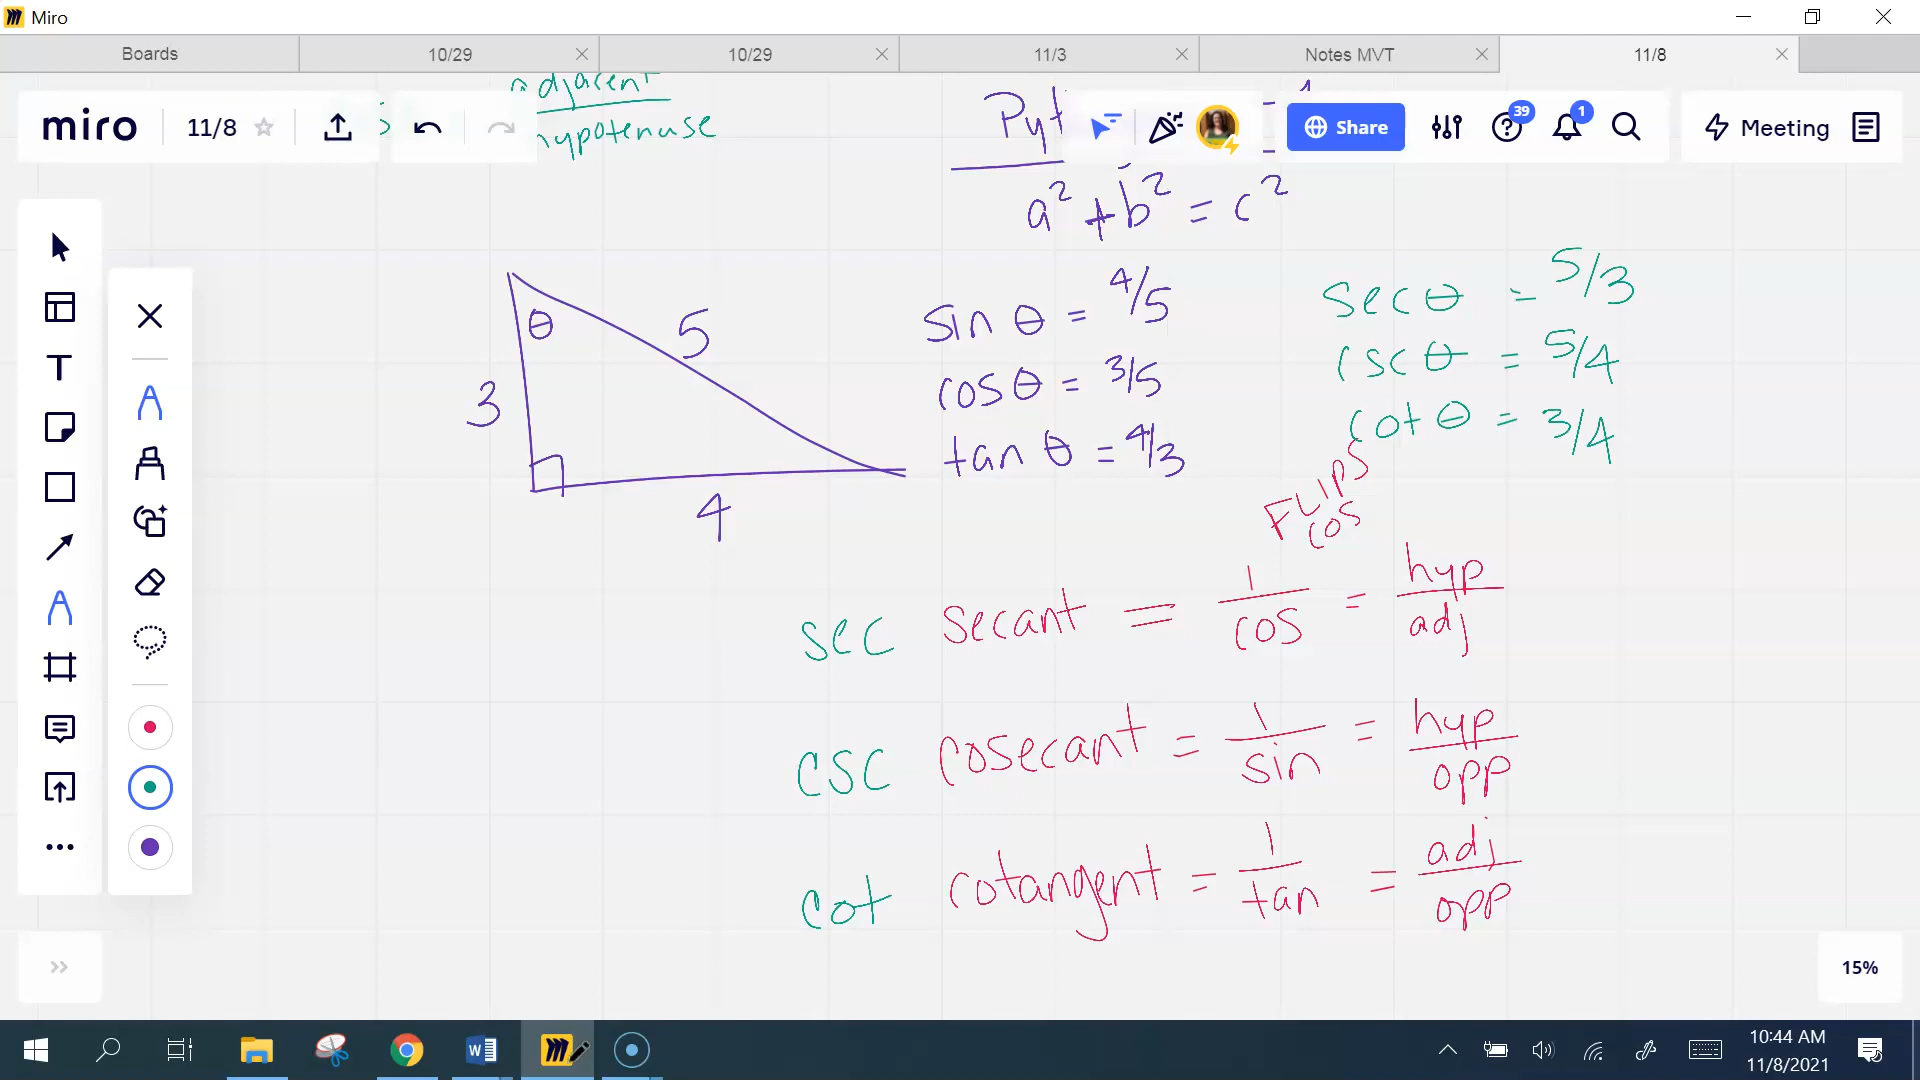 Miro
Boards
10/29
10/29
11/3
Notes MVT
11/8
adjacent
hypotenuse
miro
11/8
Share
39
1
Meeting
a² + b² = c²
θ
5
3
4
sin θ = 4/5
cos θ = 3/5
tan θ = 4/3
sec θ = 5/3
csc θ = 5/4
cot θ = 3/4
FLIPS
cos
sec secant = 1/cos = hyp/adj
csc cosecant = 1/sin = hyp/opp
cot cotangent = 1/tan = adj/opp
15%
10:44 AM
11/8/2021